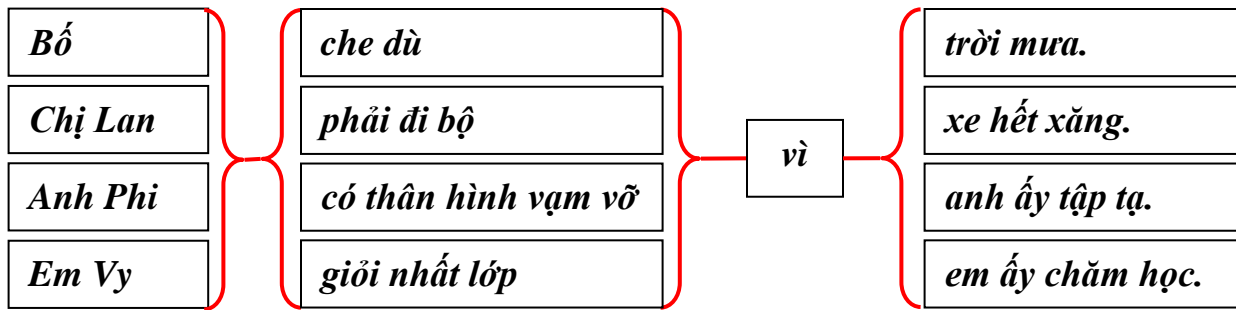 Bố
che dù
trời mưa.
Chị Lan
phải đi bộ
xe hết xăng.
vì
Anh Phi
có thân hình vạm vỡ
anh ấy tập tạ.
Em Vy
giỏi nhất lớp
em ấy chăm học.